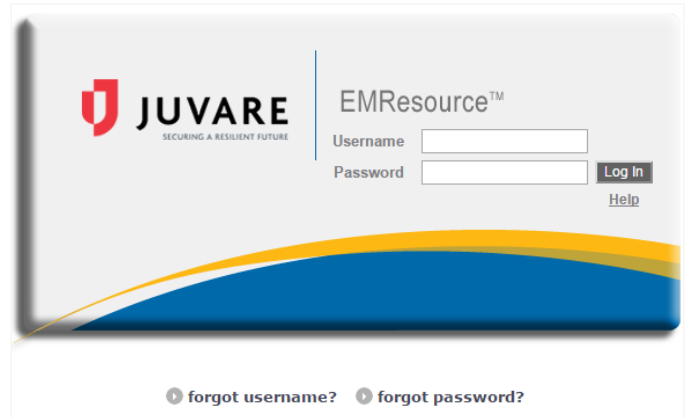 JUVARE
SECURING A RESILIENT FUTURE
EMResource™
Username
Password
Log In
Help
forgot username? forgot password?